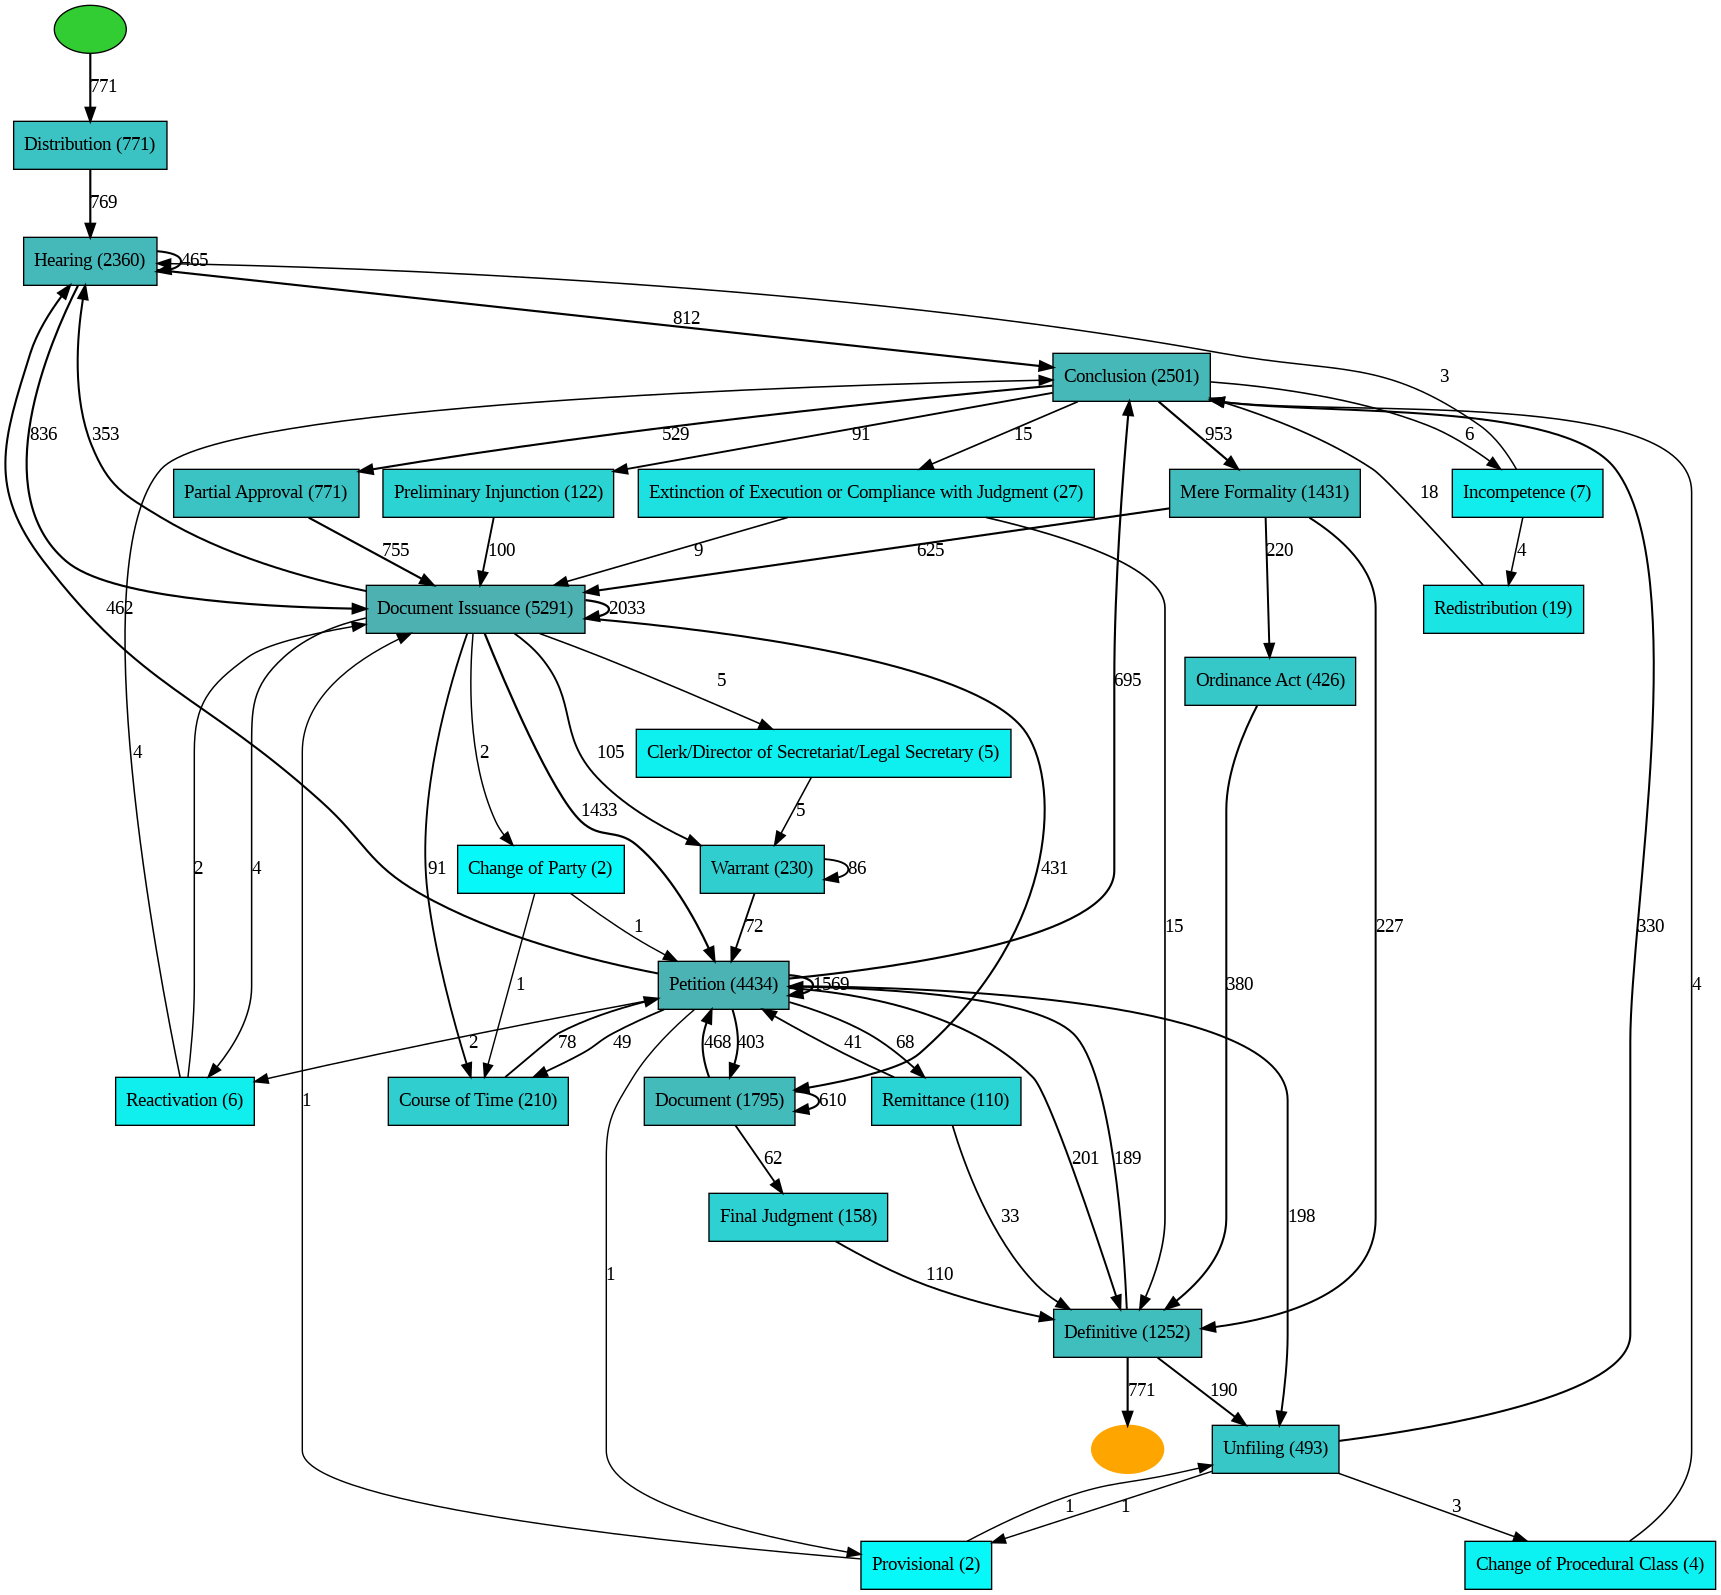 771
Distribution (771)
769
Hearing (2360)
465
812
3
Conclusion (2501)
836
353
529
91
15
953
6
Partial Approval (771)
Preliminary Injunction (122)
Extinction of Execution or Compliance with Judgment (27)
Mere Formality (1431)
Incompetence (7)
18
755
100
9
625
220
4
462
Document Issuance (5291)
2033
Redistribution (19)
5
695
Ordinance Act (426)
4
2
105
Clerk/Director of Secretariat/Legal Secretary (5)
1433
5
2
4
91
Change of Party (2)
Warrant (230)
86
431
1
72
15
227
330
Petition (4434)
1569
1
380
4
2
78
49
468
403
41
68
Reactivation (6)
1
Course of Time (210)
Document (1795)
610
Remittance (110)
62
201
189
Final Judgment (158)
33
198
1
110
Definitive (1252)
771
190
Unfiling (493)
1
1
3
Provisional (2)
Change of Procedural Class (4)